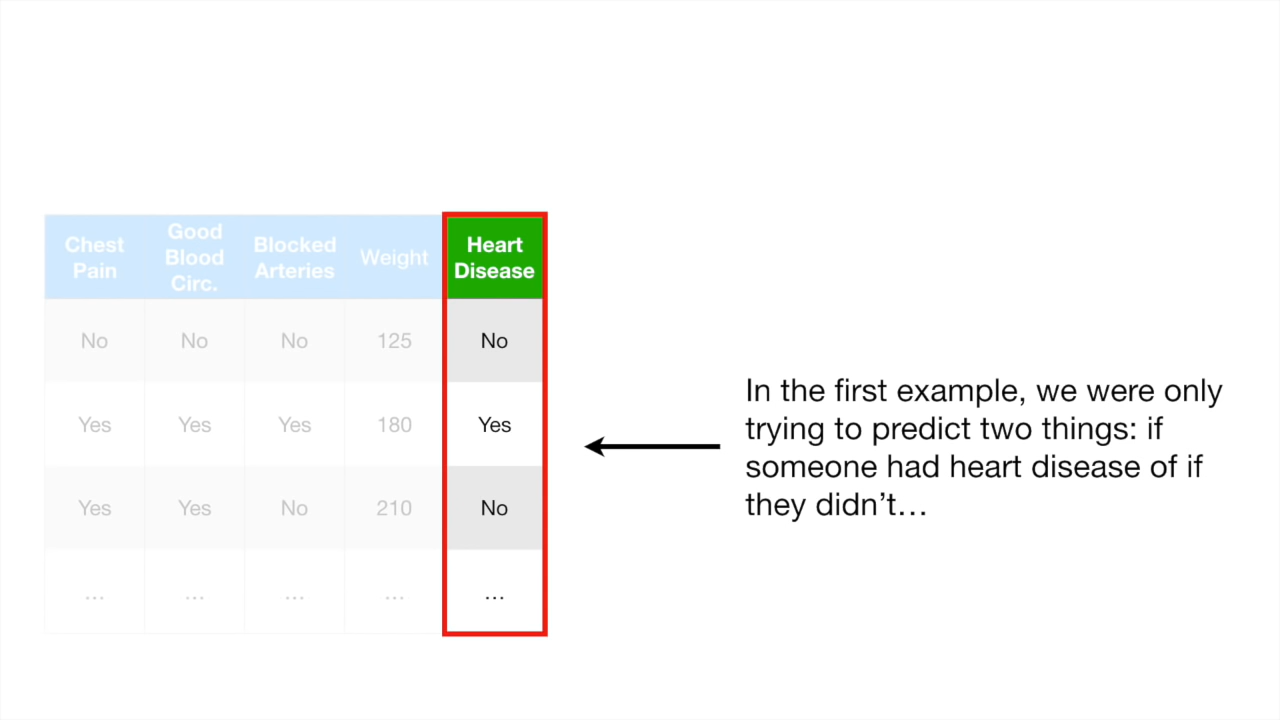 Chest Pain Good Blood Circ. Blocked Arteries Weight Heart Disease
No No No 125 No
Yes Yes Yes 180 Yes
Yes Yes No 210 No
... ... ... ... ...
In the first example, we were only
trying to predict two things: if
someone had heart disease of if
they didn’t…